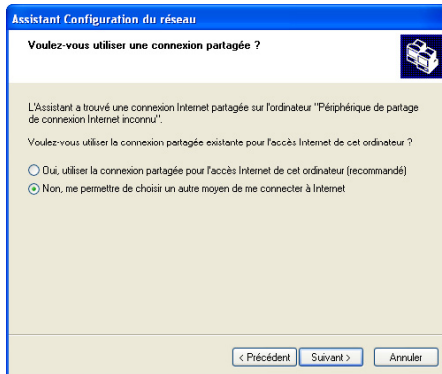 Assistant Configuration du réseau
Voulez-vous utiliser une connexion partagée ?
L'Assistant a trouvé une connexion Internet partagée sur l'ordinateur "Périphérique de partage
de connexion Internet inconnu".
Voulez-vous utiliser la connexion partagée existante pour l'accès Internet de cet ordinateur ?
Oui, utiliser la connexion partagée pour l'accès Internet de cet ordinateur (recommandé)
Non, me permettre de choisir un autre moyen de me connecter à Internet
< Précédent Suivant > Annuler